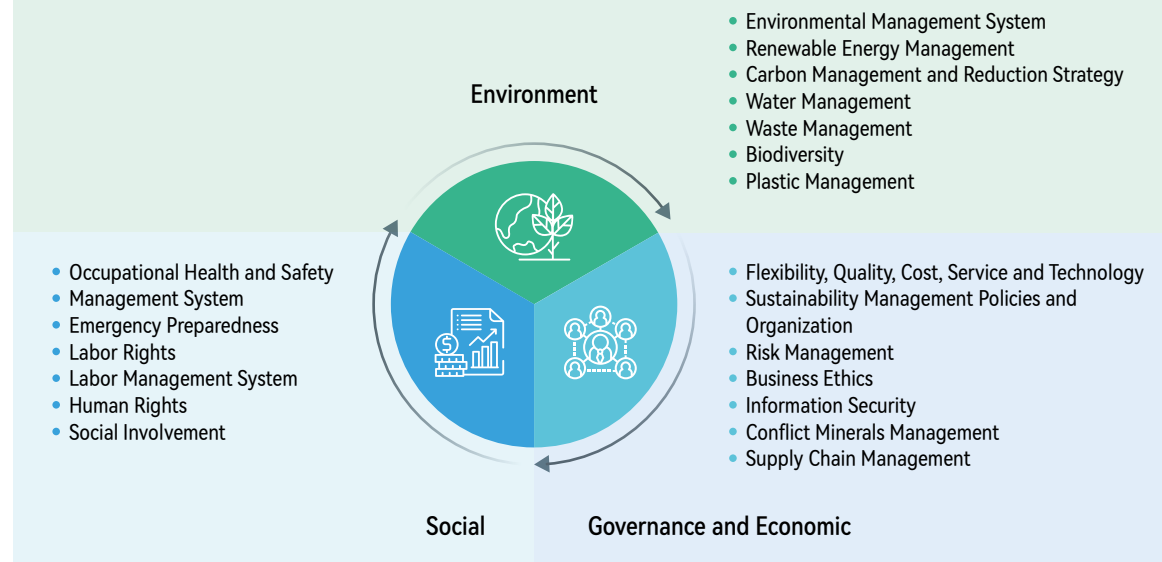 Environment
• Environmental Management System
• Renewable Energy Management
• Carbon Management and Reduction Strategy
• Water Management
• Waste Management
• Biodiversity
• Plastic Management
• Occupational Health and Safety
• Management System
• Emergency Preparedness
• Labor Rights
• Labor Management System
• Human Rights
• Social Involvement
Social
$
• Flexibility, Quality, Cost, Service and Technology
• Sustainability Management Policies and
Organization
• Risk Management
• Business Ethics
• Information Security
• Conflict Minerals Management
• Supply Chain Management
Governance and Economic